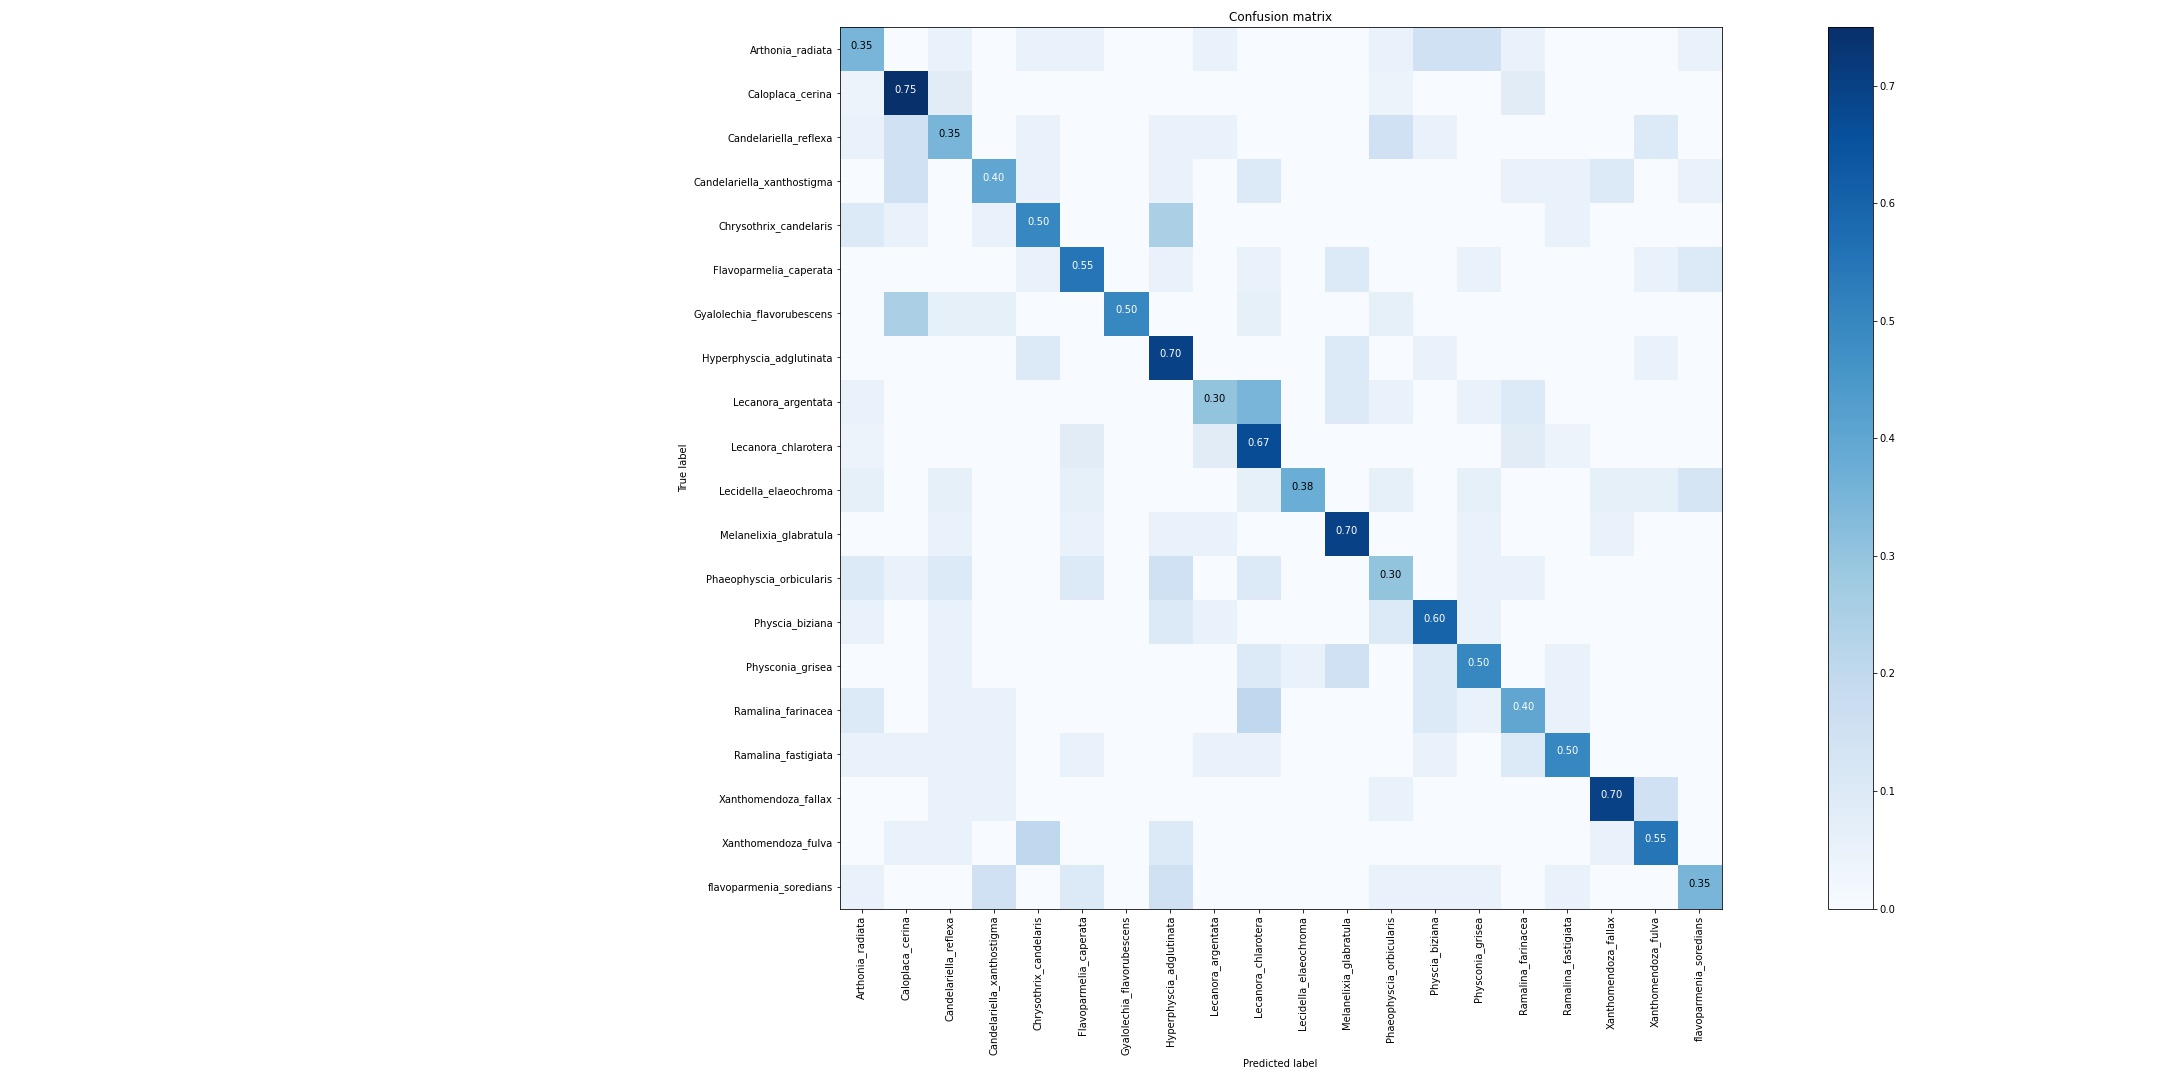 Confusion matrix
Arthonia_radiata
0.35
Caloplaca_cerina
0.75
0.7
Candelariella_reflexa
0.35
Candelariella_xanthostigma
0.40
0.6
Chrysothrix_candelaris
0.50
Flavoparmelia_caperata
0.55
Gyalolechia_flavorubescens
0.50
0.5
Hyperphyscia_adglutinata
0.70
Lecanora_argentata
0.30
0.4
Lecanora_chlarotera
0.67
True label
Lecidella_elaeochroma
0.38
Melanelixia_glabratula
0.70
0.3
Phaeophyscia_orbicularis
0.30
Physcia_biziana
0.60
Physconia_grisea
0.50
0.2
Ramalina_farinacea
0.40
Ramalina_fastigiata
0.50
0.1
Xanthomendoza_fallax
0.70
Xanthomendoza_fulva
0.55
flavoparmenia_soredians
0.35
0.0
Arthonia_radiata
Caloplaca_cerina
Candelariella_reflexa
Candelariella_xanthostigma
Chrysothrix_candelaris
Flavoparmelia_caperata
Gyalolechia_flavorubescens
Hyperphyscia_adglutinata
Lecanora_argentata
Lecanora_chlarotera
Lecidella_elaeochroma
Melanelixia_glabratula
Phaeophyscia_orbicularis
Physcia_biziana
Physconia_grisea
Ramalina_farinacea
Ramalina_fastigiata
Xanthomendoza_fallax
Xanthomendoza_fulva
flavoparmenia_soredians
Predicted label